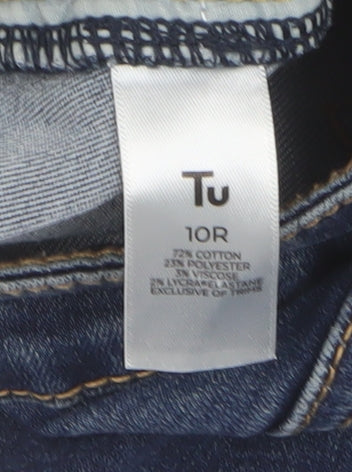 Tu
10R
72% COTTON
23% POLYESTER
3% VISCOSE
2% LYCRA®ELASTANE
EXCLUSIVE OF TRIMS